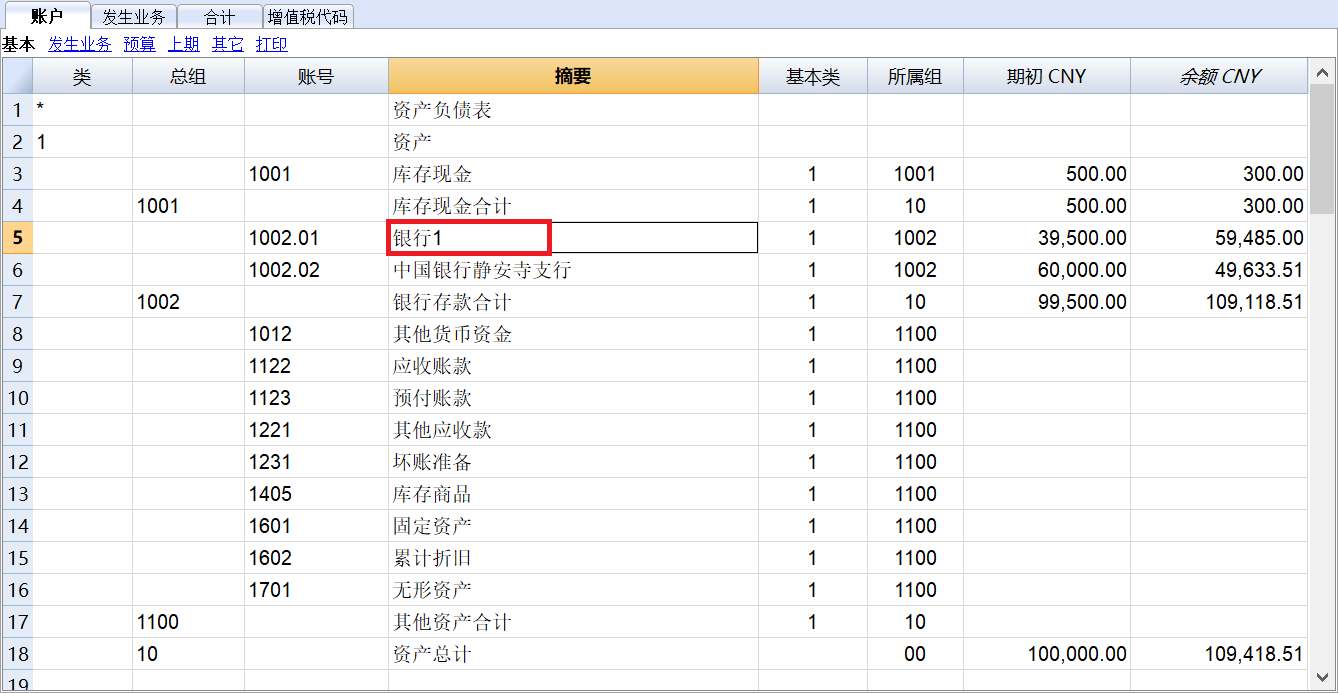 账户 发生业务 合计 增值税代码
基本 发生业务 预算 上期 其它 打印
类 总组 账号 摘要 基本类 所属组 期初 CNY 余额 CNY
1 * 资产负债表
2 1 资产
3 1001 库存现金 1 1001 500.00 300.00
4 1001 库存现金合计 1 10 500.00 300.00
5 1002.01 银行1 1 1002 39,500.00 59,485.00
6 1002.02 中国银行静安寺支行 1 1002 60,000.00 49,633.51
7 1002 银行存款合计 1 10 99,500.00 109,118.51
8 1012 其他货币资金 1 1100
9 1122 应收账款 1 1100
10 1123 预付账款 1 1100
11 1221 其他应收款 1 1100
12 1231 坏账准备 1 1100
13 1405 库存商品 1 1100
14 1601 固定资产 1 1100
15 1602 累计折旧 1 1100
16 1701 无形资产 1 1100
17 1100 其他资产合计 1 10
18 10 资产总计 00 100,000.00 109,418.51
19